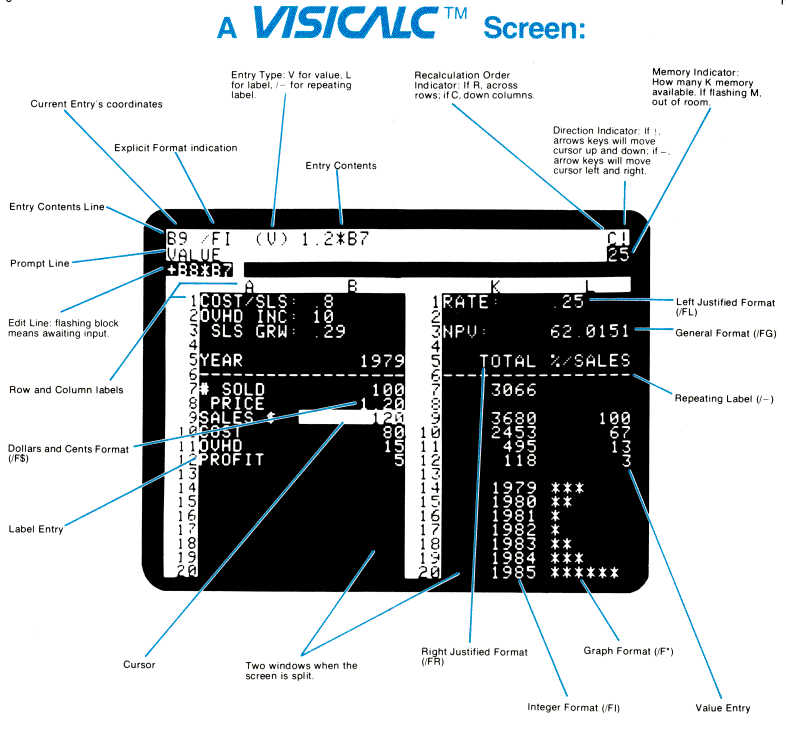 A VISICALC™ Screen:
Entry Type: V for value, L
for label, /– for repeating
label.
Recalculation Order
Indicator: If R, across
rows; if C, down columns.
Memory Indicator:
How many K memory
available. If flashing M,
out of room.
Current Entry's coordinates
Direction Indicator: If !,
arrows keys will move
cursor up and down; if –,
arrow keys will move
cursor left and right.
Explicit Format indication
Entry Contents
Entry Contents Line
Prompt Line
Edit Line: flashing block
means awaiting input.
Row and Column labels
Dollars and Cents Format
(/F$)
Label Entry
B9 /FI (V) 1.2*B7 C!
VALUE 25
+B8*B7
A B K L
1 COST/SLS: .8 1 RATE: .25
2 OVHD INC: 10 2
3 SLS GRW: .29 3 NPV: 62.0151
4 4
5 YEAR 1979 5 TOTAL %/SALES
6 ------------------ 6 ------------------
7 # SOLD 100 7 3066
8 PRICE 1.20 8
9 SALES $ 120 9 3680 100
10 COST 80 10 2453 67
11 OVHD 15 11 495 13
12 PROFIT 5 12 118 3
13 13
14 14 1979 ***
15 15 1980 **
16 16 1981 *
17 17 1982 *
18 18 1983 **
19 19 1984 ***
20 20 1985 ******
Left Justified Format
(/FL)
General Format (/FG)
Repeating Label (/–)
Cursor
Two windows when the
screen is split.
Right Justified Format
(/FR)
Graph Format (/F*)
Integer Format (/FI)
Value Entry